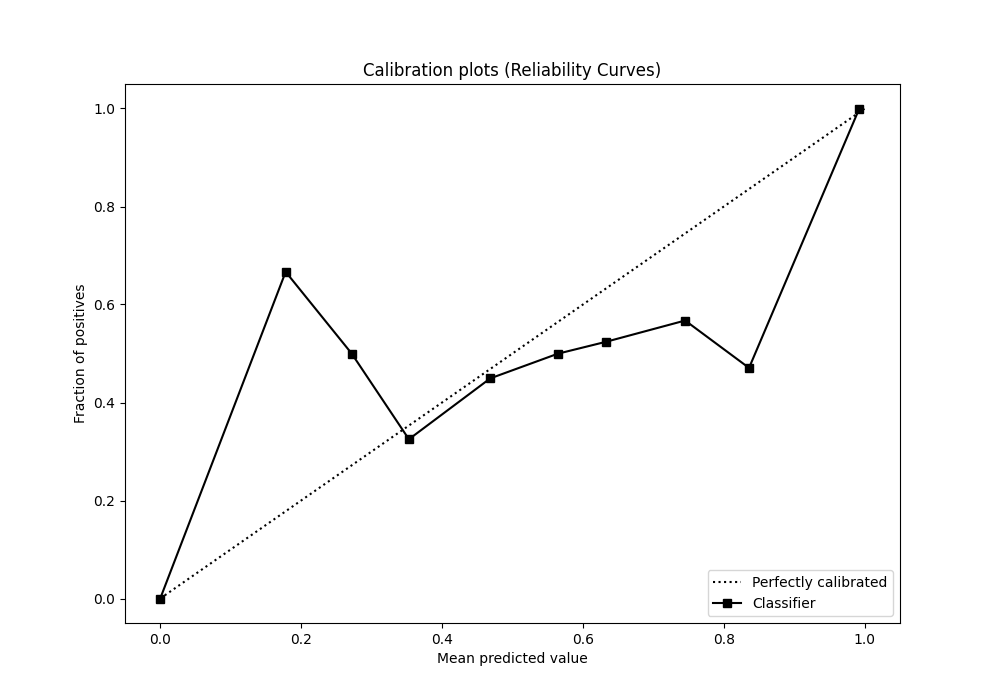 Calibration plots (Reliability Curves)
1.0
0.8
0.6
0.4
0.2
0.0
Fraction of positives
0.0 0.2 0.4 0.6 0.8 1.0
Mean predicted value
Perfectly calibrated
Classifier